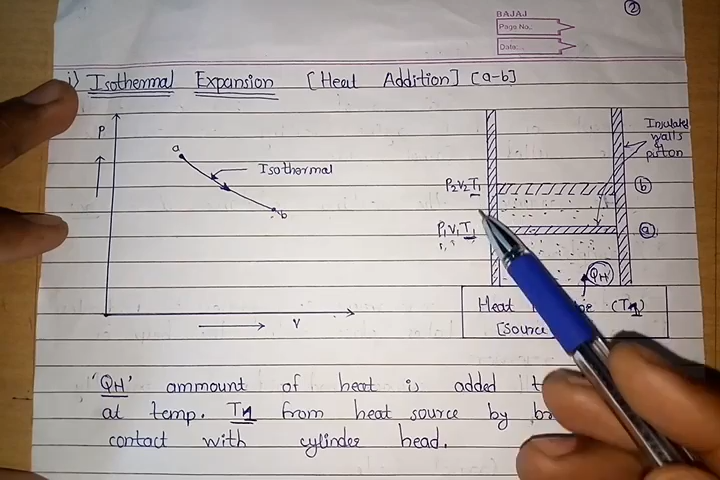 BAJAJ
Page No.
Date:
②
i) Isothermal Expansion [Heat Addition] [a-b]
P
a
Isothermal
b
V
Insulated
walls &
piston
P2 V2 T1
b
P1 V1 T1
a
QH
Heat (T1)
[Source
'QH' ammount of heat is added
at temp. T1 from heat source by
contact with cylinder head.